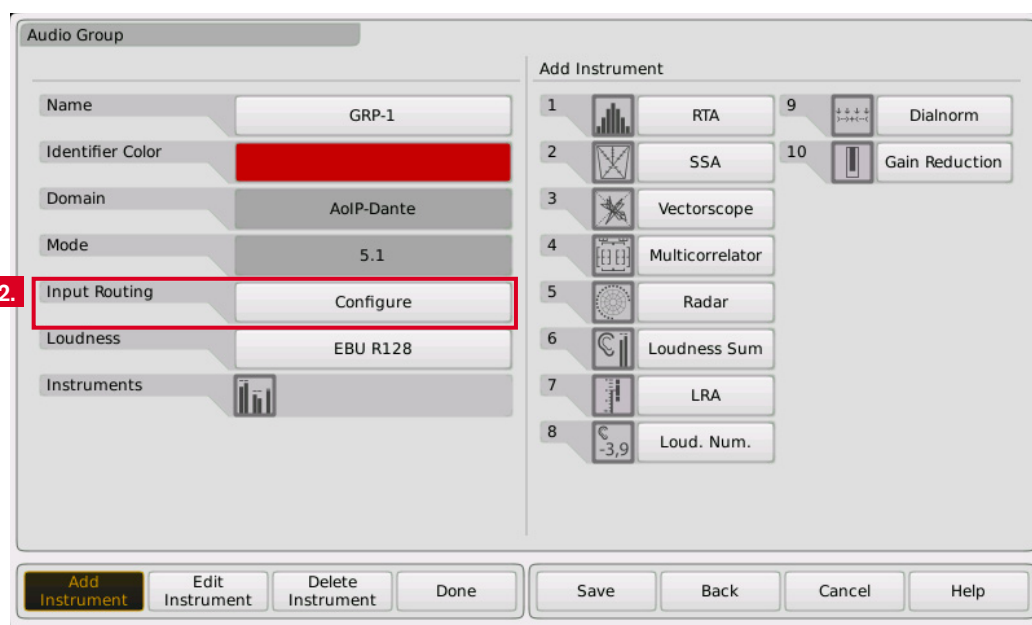 Audio Group
Name
GRP-1
Identifier Color
Domain
AoIP-Dante
Mode
5.1
2.
Input Routing
Configure
Loudness
EBU R128
Instruments
Add Instrument
1
RTA
2
SSA
3
Vectorscope
4
Multicorrelator
5
Radar
6
Loudness Sum
7
LRA
8
-3,9
Loud. Num.
9
Dialnorm
10
Gain Reduction
Add
Instrument
Edit
Instrument
Delete
Instrument
Done
Save
Back
Cancel
Help